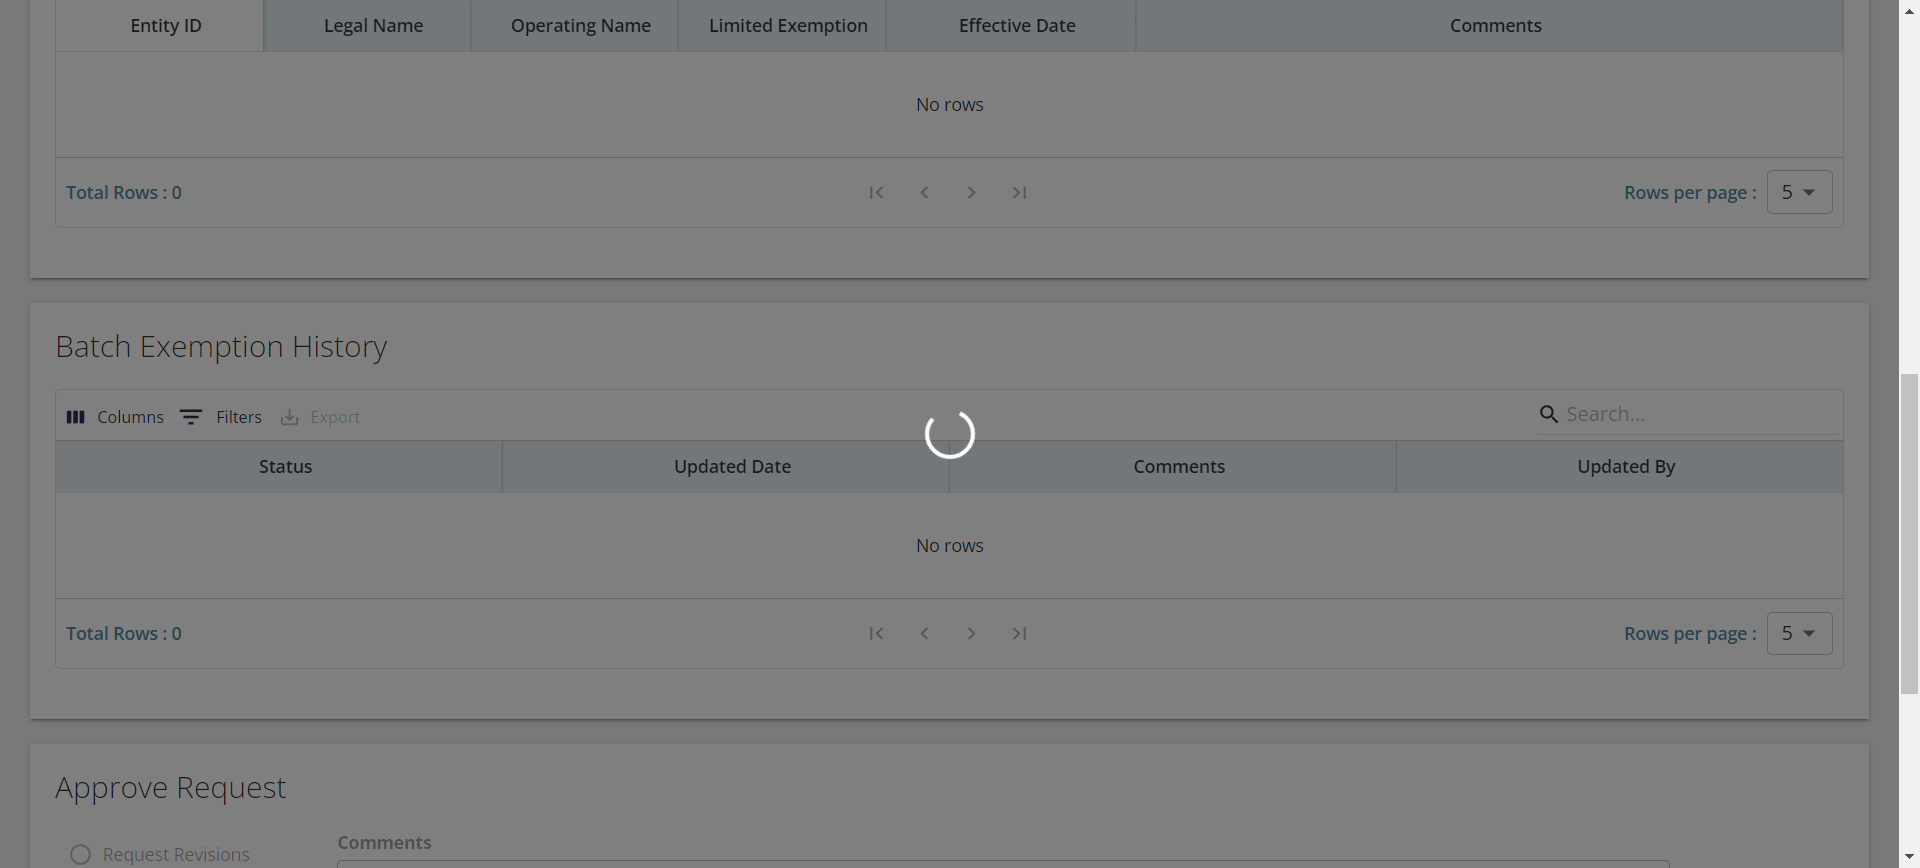 Entity ID Legal Name Operating Name Limited Exemption Effective Date Comments
No rows
Total Rows : 0 Rows per page : 5
Batch Exemption History
Columns Filters Export Search...
Status Updated Date Comments Updated By
No rows
Total Rows : 0 Rows per page : 5
Approve Request
Comments
Request Revisions